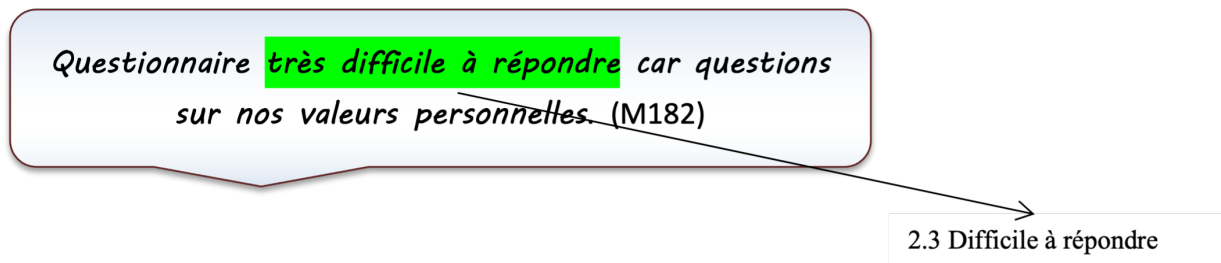 Questionnaire très difficile à répondre car questions
sur nos valeurs personnelles. (M182)
2.3 Difficile à répondre